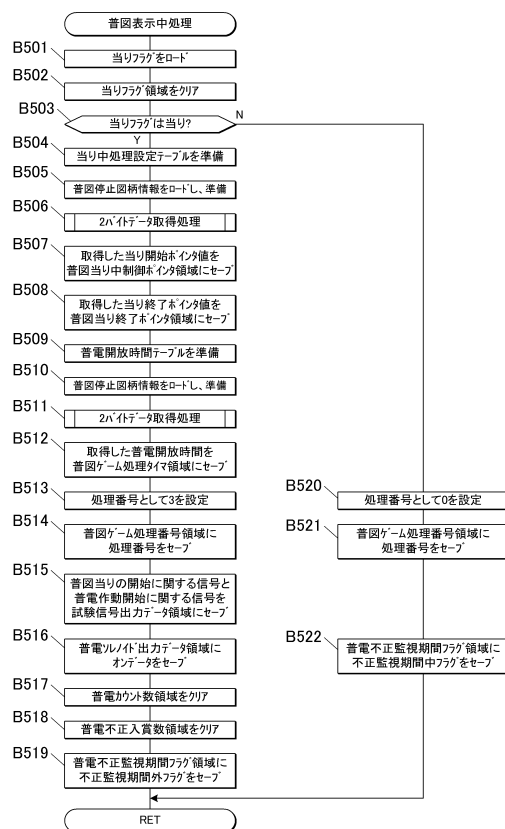 普図表示中処理
B501
当りフラグをロード
B502
当りフラグ領域をクリア
B503
当りフラグは当り?
N
Y
B504
当り中処理設定テーブルを準備
B505
普図停止図柄情報をロードし、準備
B506
2バイトデータ取得処理
B507
取得した当り開始ポインタ値を
普図当り中制御ポインタ領域にセーブ
B508
取得した当り終了ポインタ値を
普図当り終了ポインタ領域にセーブ
B509
普電開放時間テーブルを準備
B510
普図停止図柄情報をロードし、準備
B511
2バイトデータ取得処理
B512
取得した普電開放時間を
普図ゲーム処理タイマ領域にセーブ
B513
処理番号として3を設定
B514
普図ゲーム処理番号領域に
処理番号をセーブ
B515
普図当りの開始に関する信号と
普電作動開始に関する信号を
試験信号出力データ領域にセーブ
B516
普電ソレノイド出力データ領域に
オンデータをセーブ
B517
普電カウント数領域をクリア
B518
普電不正入賞数領域をクリア
B519
普電不正監視期間フラグ領域に
不正監視期間外フラグをセーブ
B520
処理番号として0を設定
B521
普図ゲーム処理番号領域に
処理番号をセーブ
B522
普電不正監視期間フラグ領域に
不正監視期間中フラグをセーブ
RET